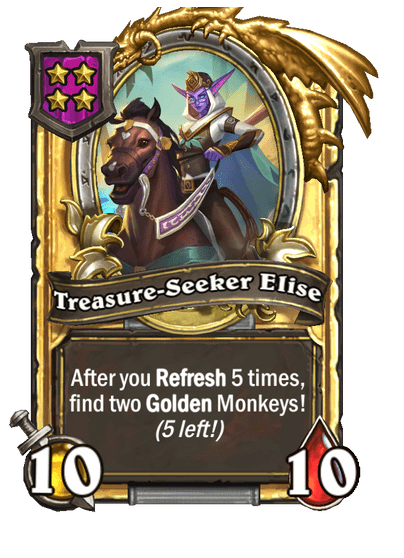 Treasure-Seeker Elise
After you Refresh 5 times,
find two Golden Monkeys!
(5 left!)
10 10